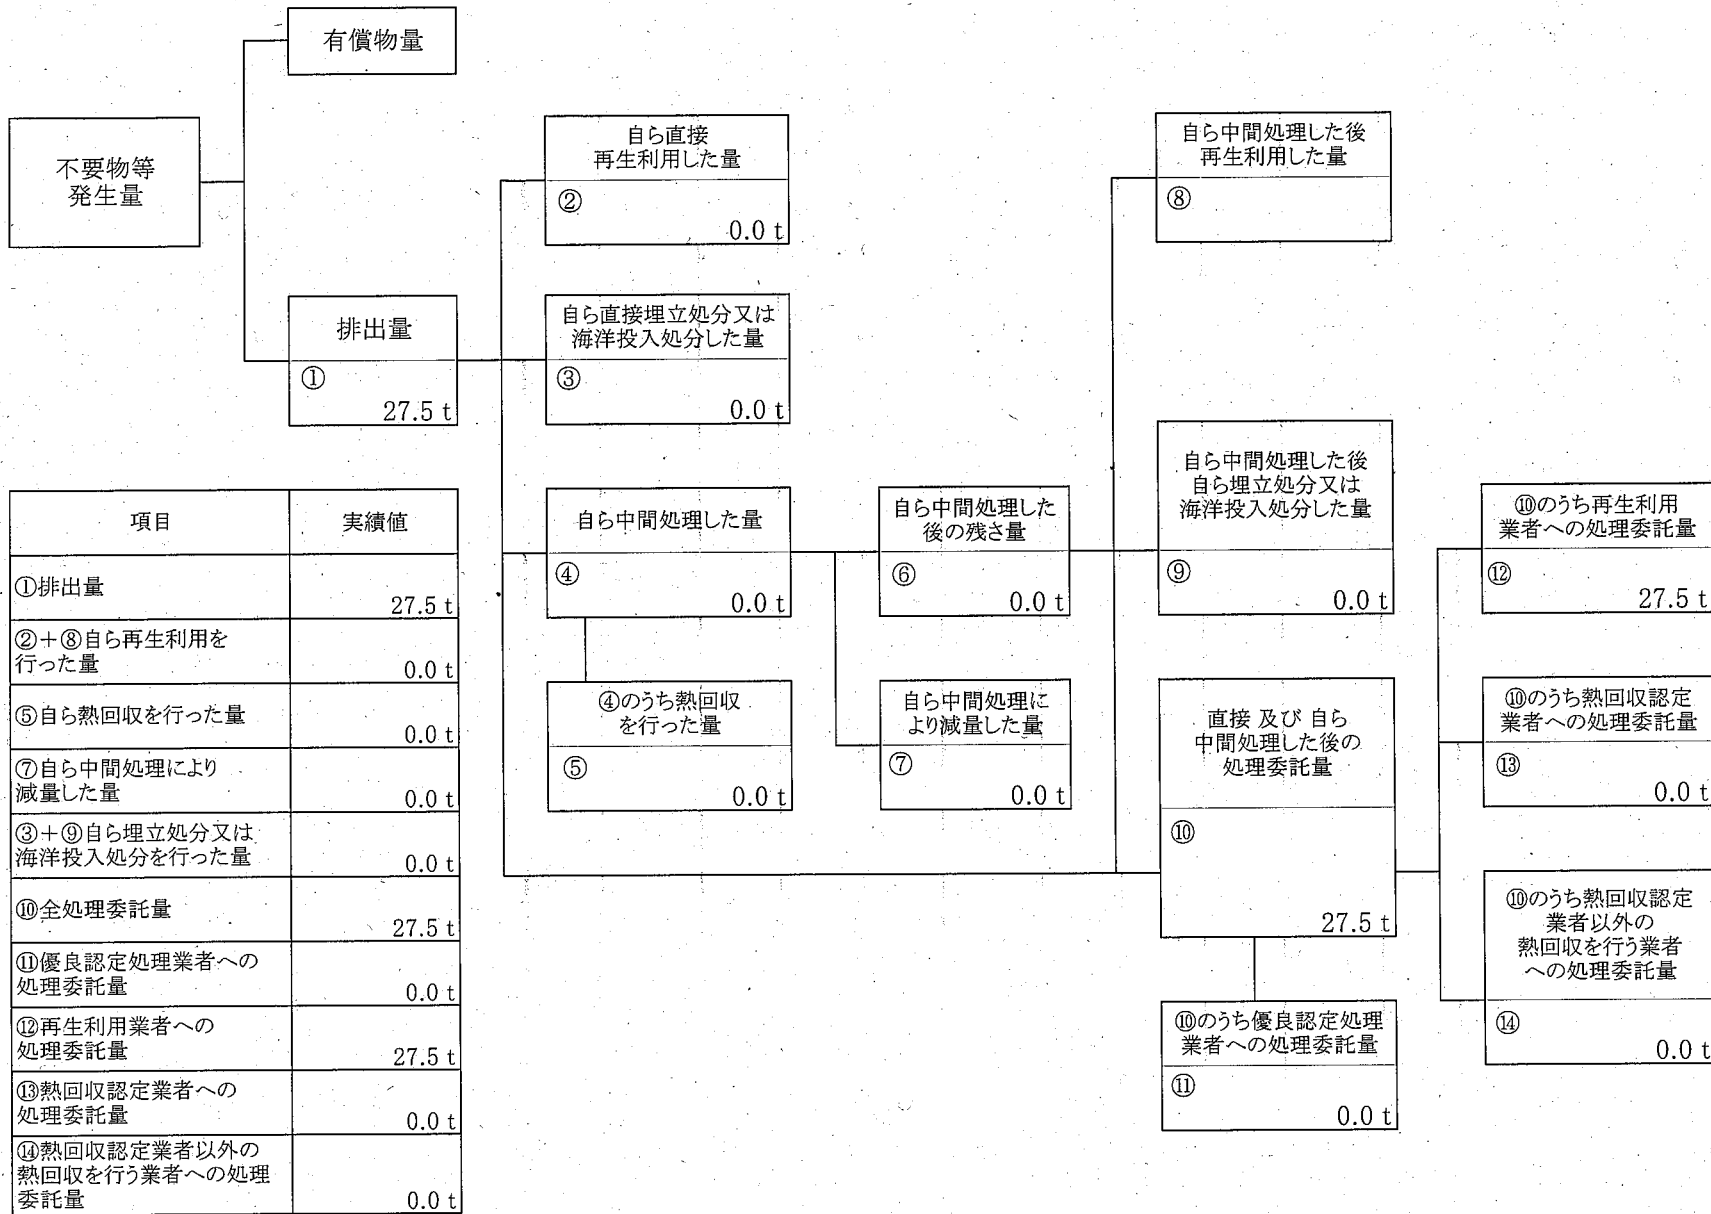 有償物量
不要物等
発生量
排出量
①
27.5 t
自ら直接
再生利用した量
②
0.0 t
自ら直接埋立処分又は
海洋投入処分した量
③
0.0 t
自ら中間処理した量
④
0.0 t
④のうち熱回収
を行った量
⑤
0.0 t
自ら中間処理した
後の残さ量
⑥
0.0 t
自ら中間処理に
より減量した量
⑦
0.0 t
自ら中間処理した後
再生利用した量
⑧
自ら中間処理した後
自ら埋立処分又は
海洋投入処分した量
⑨
0.0 t
直接 及び 自ら
中間処理した後の
処理委託量
⑩
27.5 t
⑩のうち優良認定処理
業者への処理委託量
⑪
0.0 t
⑩のうち再生利用
業者への処理委託量
⑫
27.5 t
⑩のうち熱回収認定
業者への処理委託量
⑬
0.0 t
⑩のうち熱回収認定
業者以外の
熱回収を行う業者
への処理委託量
⑭
0.0 t
項目 実績値
①排出量
27.5 t
②+⑧自ら再生利用を
行った量
0.0 t
⑤自ら熱回収を行った量
0.0 t
⑦自ら中間処理により
減量した量
0.0 t
③+⑨自ら埋立処分又は
海洋投入処分を行った量
0.0 t
⑩全処理委託量
27.5 t
⑪優良認定処理業者への
処理委託量
0.0 t
⑫再生利用業者への
処理委託量
27.5 t
⑬熱回収認定業者への
処理委託量
0.0 t
⑭熱回収認定業者以外の
熱回収を行う業者への処理
委託量
0.0 t